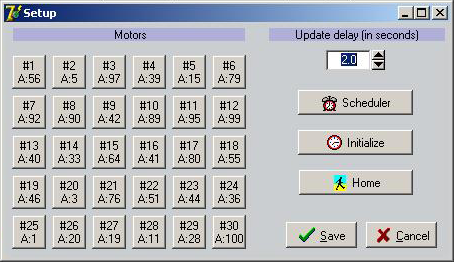 Setup
Motors
Update delay (in seconds)
#1 #2 #3 #4 #5 #6
A:56 A:5 A:97 A:39 A:15 A:79
2.0
#7 #8 #9 #10 #11 #12
A:92 A:90 A:42 A:89 A:95 A:99
Scheduler
#13 #14 #15 #16 #17 #18
A:40 A:33 A:64 A:41 A:80 A:55
Initialize
#19 #20 #21 #22 #23 #24
A:46 A:3 A:76 A:51 A:44 A:36
Home
#25 #26 #27 #28 #29 #30
A:1 A:20 A:19 A:11 A:28 A:100
Save Cancel